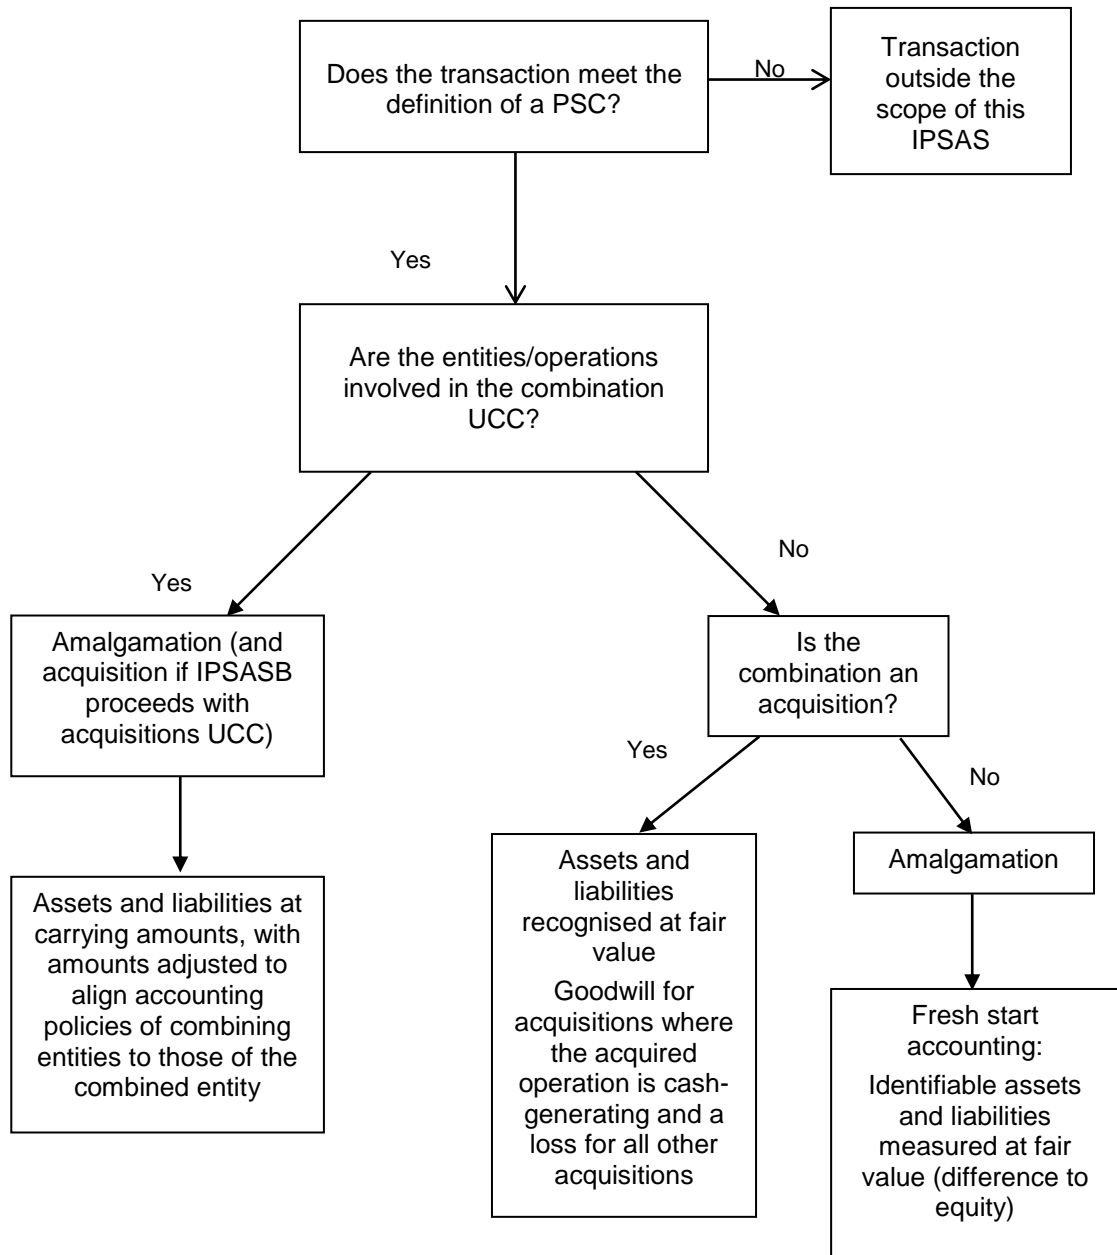 Does the transaction meet the
definition of a PSC?
No
Transaction
outside the
scope of this
IPSAS
Yes
Are the entities/operations
involved in the combination
UCC?
Yes
No
Amalgamation (and
acquisition if IPSASB
proceeds with
acquisitions UCC)
Is the
combination an
acquisition?
Yes
No
Assets and liabilities at
carrying amounts, with
amounts adjusted to
align accounting
policies of combining
entities to those of the
combined entity
Assets and
liabilities
recognised at fair
value
Goodwill for
acquisitions where
the acquired
operation is cash-
generating and a
loss for all other
acquisitions
Amalgamation
Fresh start
accounting:
Identifiable assets
and liabilities
measured at fair
value (difference to
equity)